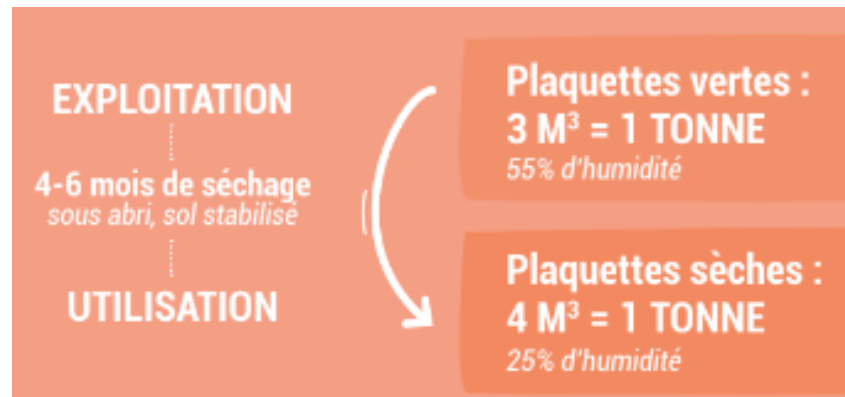 EXPLOITATION
4-6 mois de séchage
sous abri, sol stabilisé
UTILISATION
Plaquettes vertes :
3 M³ = 1 TONNE
55% d'humidité
Plaquettes sèches :
4 M³ = 1 TONNE
25% d'humidité